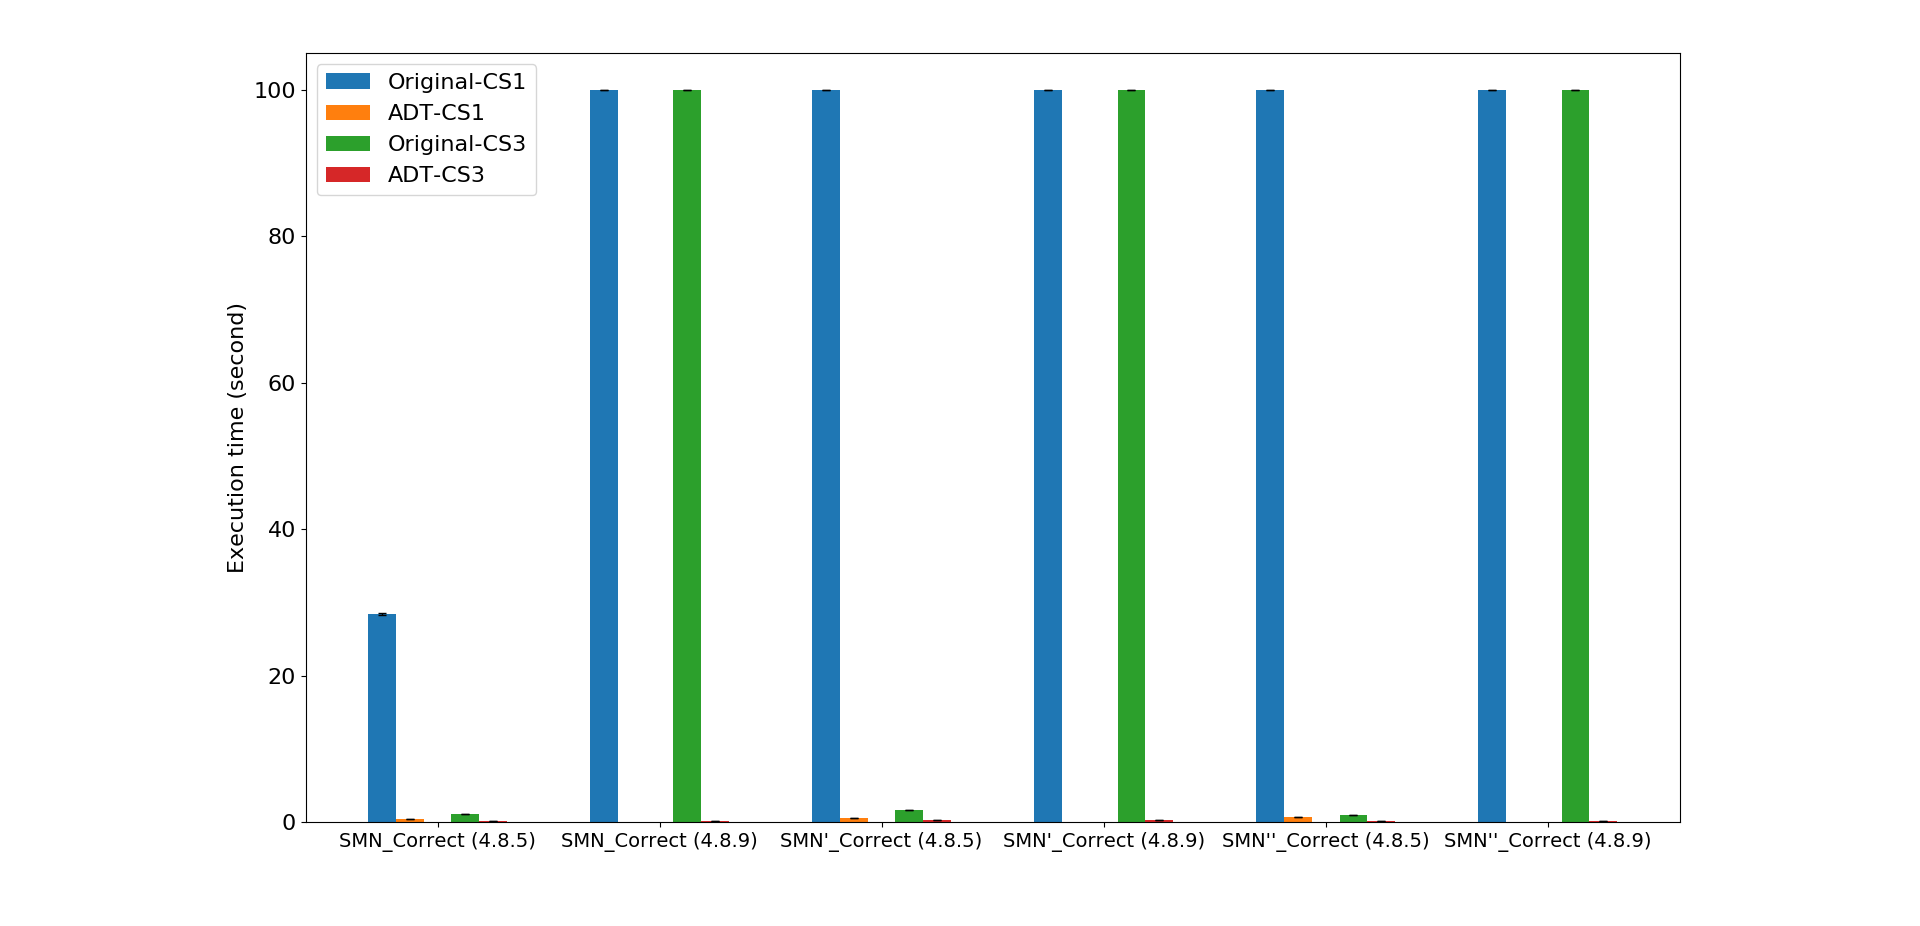 Original-CS1
ADT-CS1
Original-CS3
ADT-CS3
Execution time (second)
100
80
60
40
20
0
SMN_Correct (4.8.5)
SMN_Correct (4.8.9)
SMN'_Correct (4.8.5)
SMN'_Correct (4.8.9)
SMN''_Correct (4.8.5)
SMN''_Correct (4.8.9)